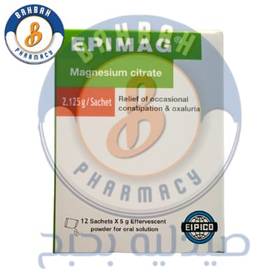 BAHBAH
PHARMACY
EPIMAG
Magnesium citrate
2.125g/Sachet
Relief of occasional
constipation & oxaluria
BAHBAH
PHARMACY
12 Sachets X 5 g Effervescent
powder for oral solution
EIPICO
صيدلية بحبح